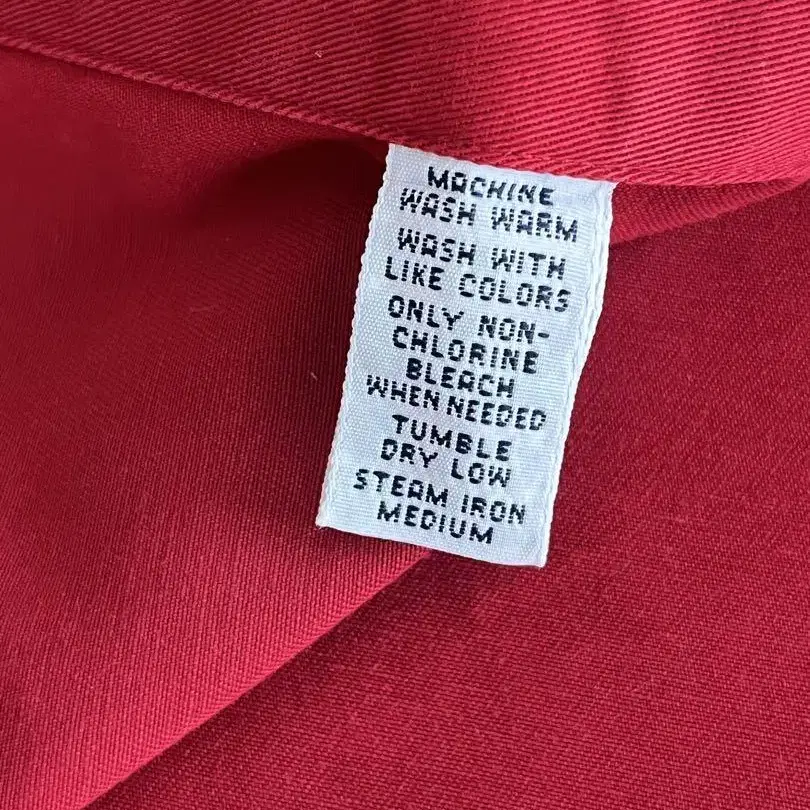 MACHINE
WASH WARM
WASH WITH
LIKE COLORS
ONLY NON-
CHLORINE
BLEACH
WHEN NEEDED
TUMBLE
DRY LOW
STEAM IRON
MEDIUM